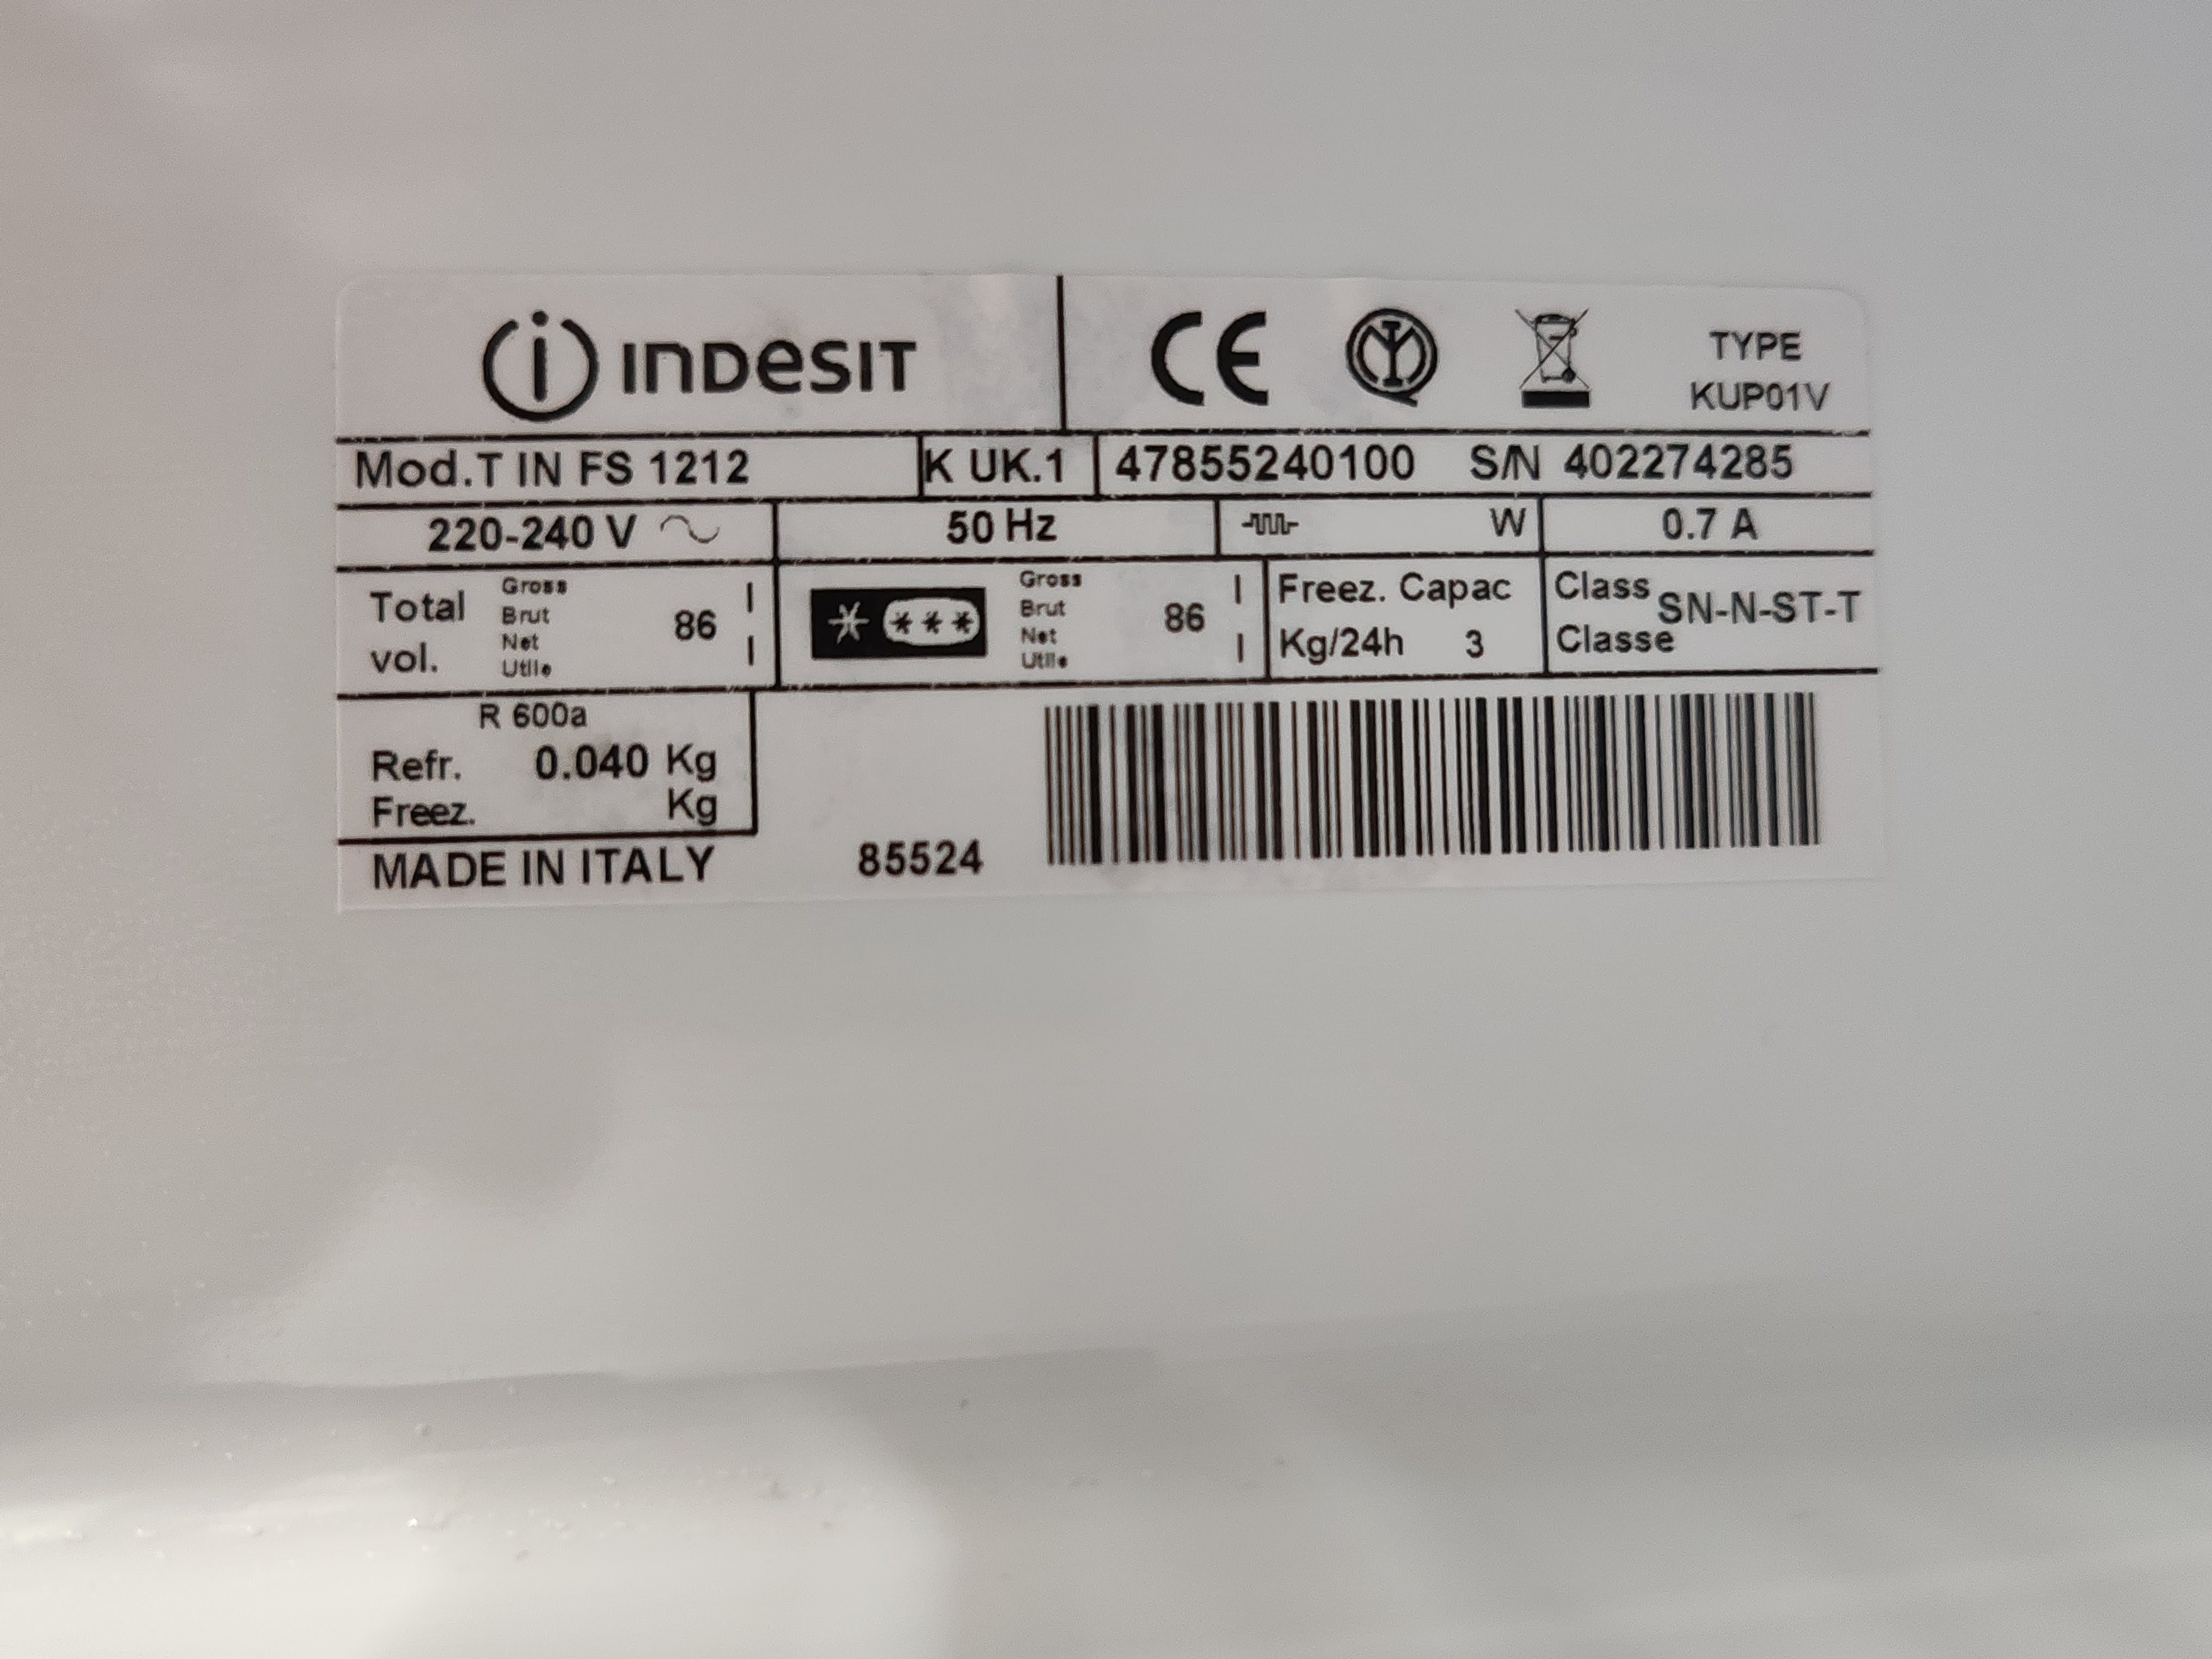 INDESIT
CE
TYPE
KUP01V
Mod.T IN FS 1212 K UK.1 47855240100 S/N 402274285
220-240 V 50 Hz W 0.7 A
Total vol. Gross Brut Net Utile 86 l l
*
***
Gross Brut Net Utile 86 l l
Freez. Capac
Kg/24h 3
Class Classe SN-N-ST-T
R 600a
Refr. 0.040 Kg
Freez. Kg
MADE IN ITALY 85524